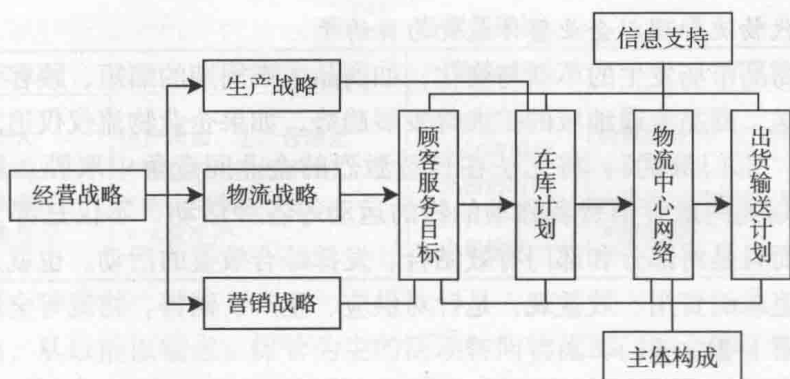 信息支持
生产战略
经营战略
物流战略
营销战略
顾客服务目标
在库计划
物流中心网络
出货输送计划
主体构成